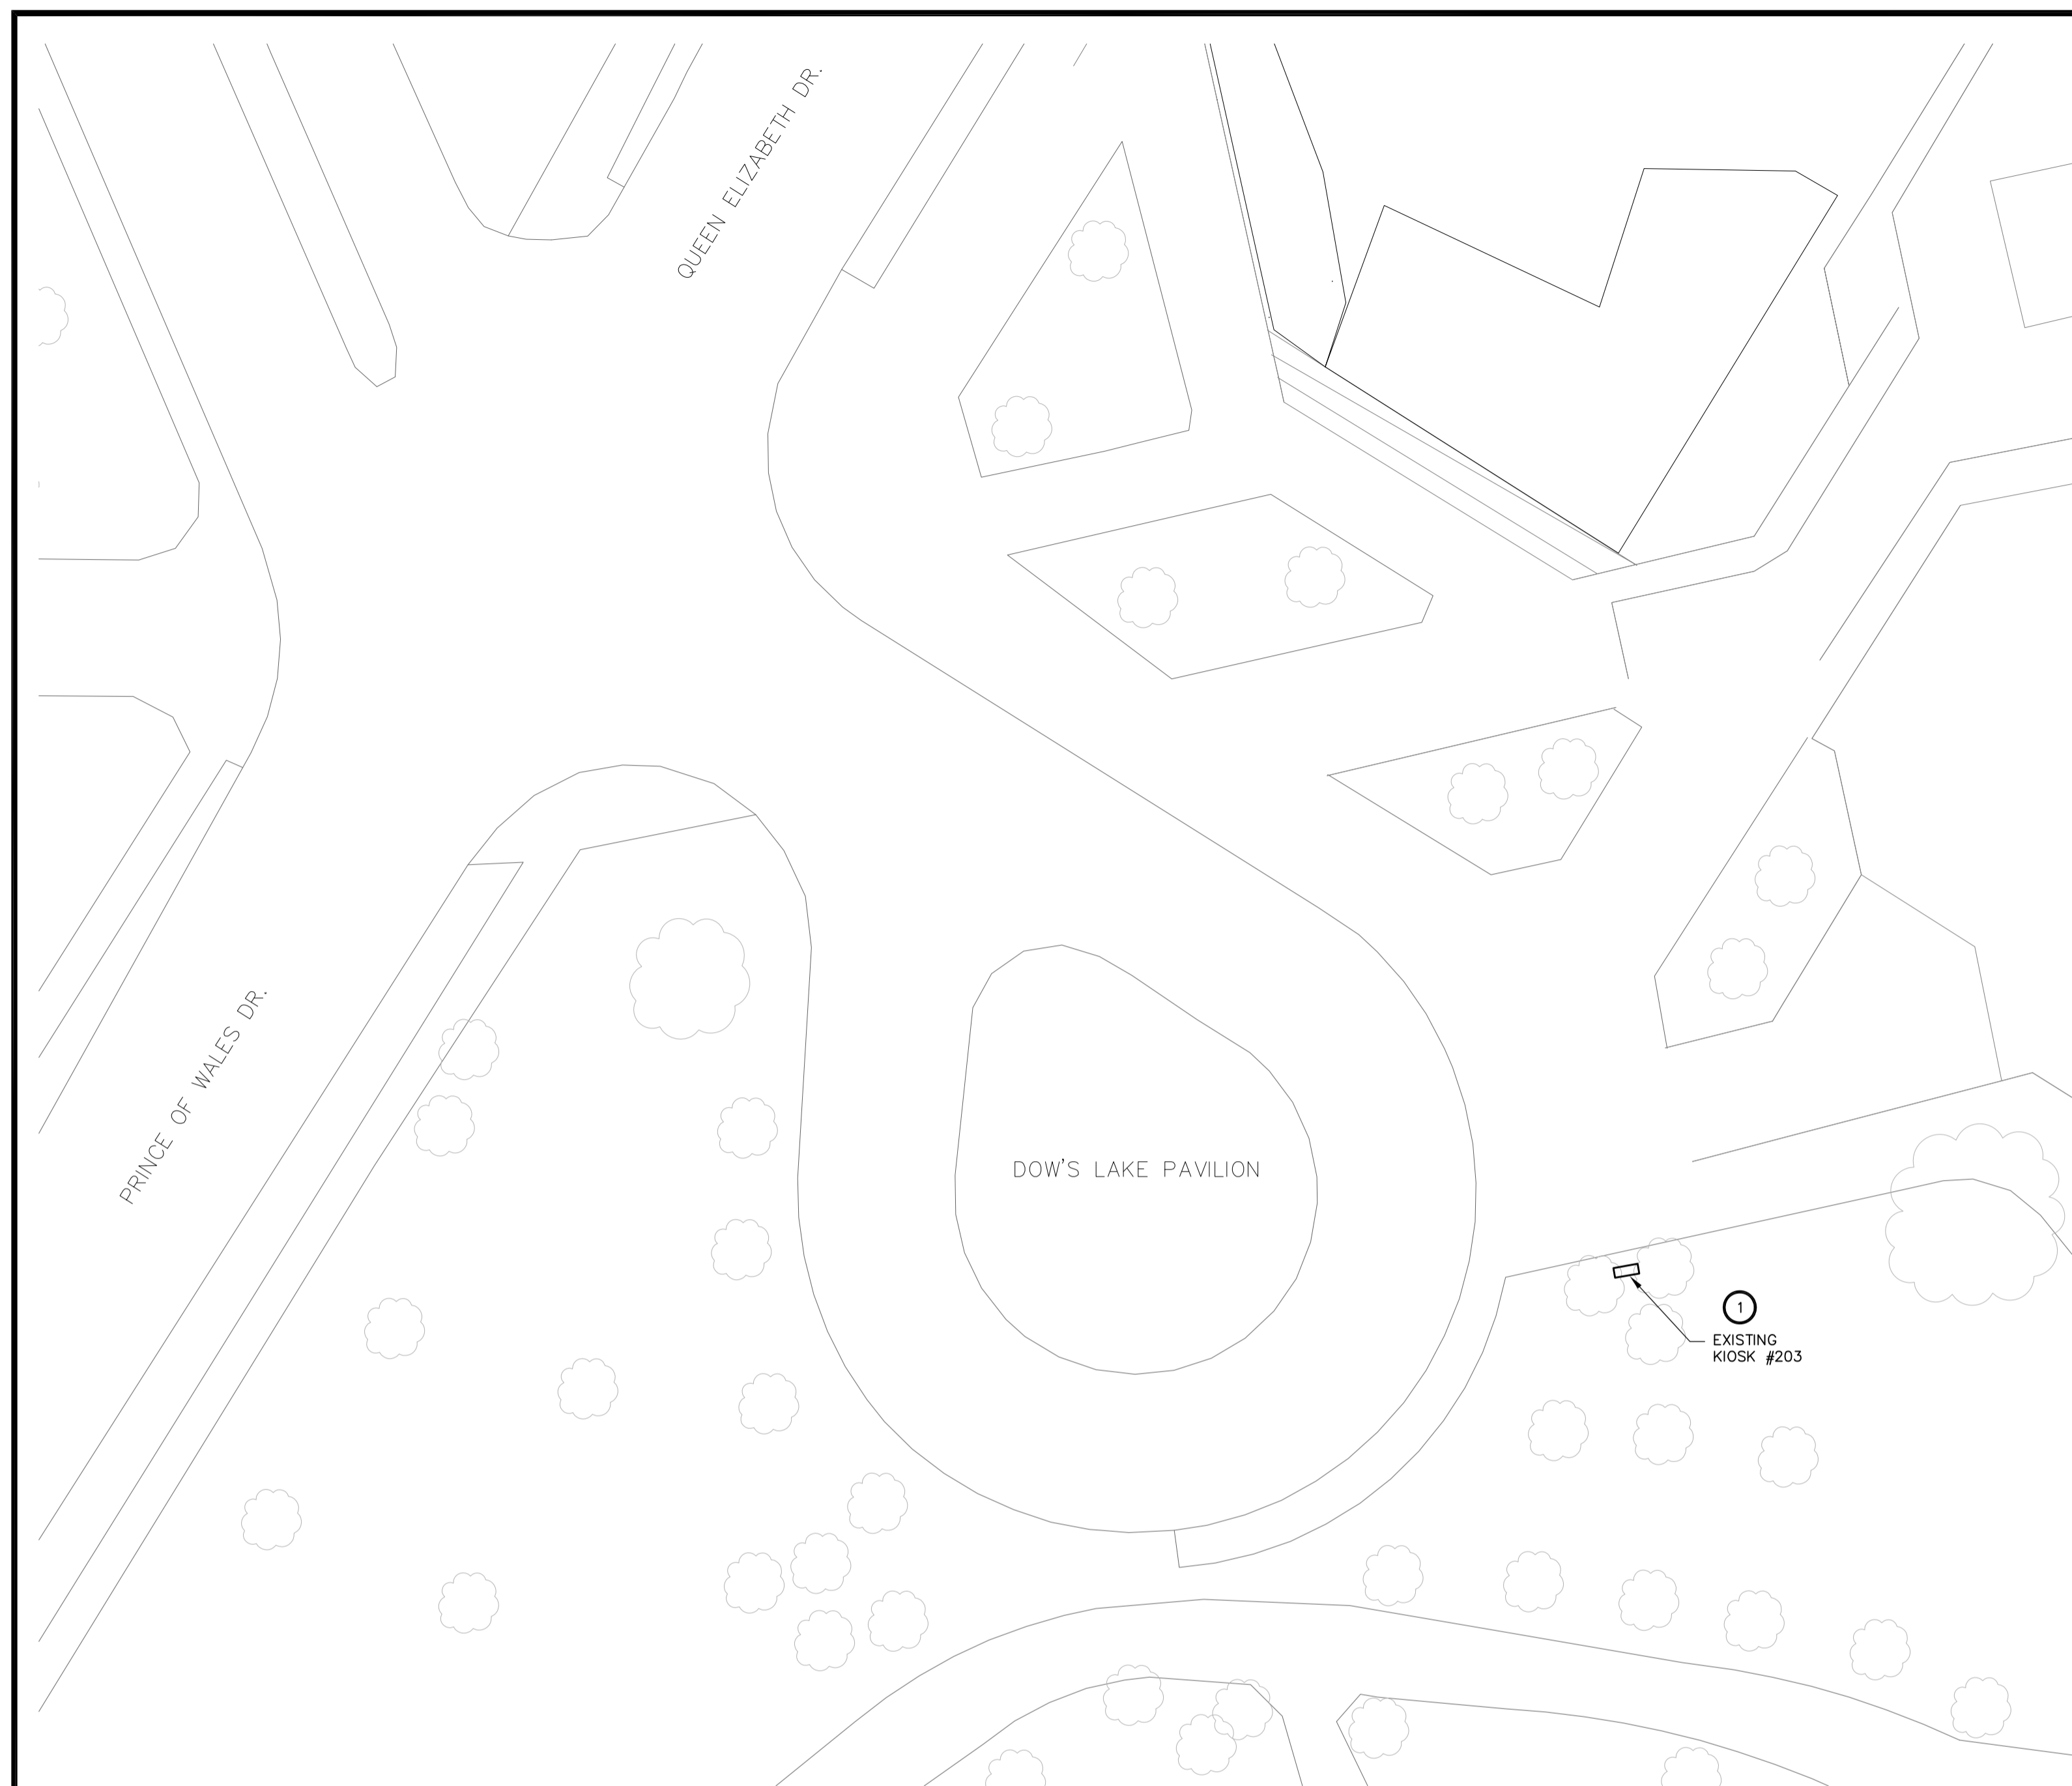 QUEEN ELIZABETH DR.
PRINCE OF WALES DR.
DOW'S LAKE PAVILION
1
EXISTING
KIOSK #203